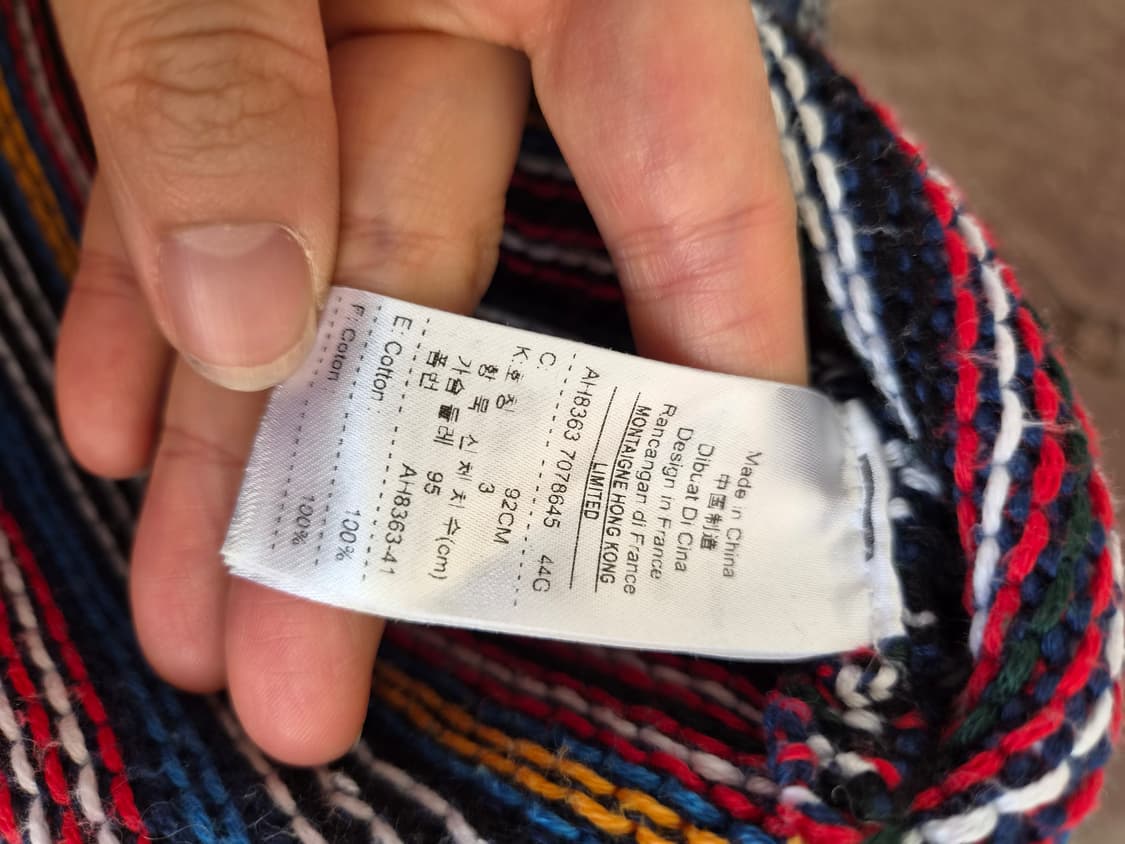 Made in China
中国制造
Dibuat Di Cina
Design in France
Rancangan di France
MONTAIGNE HONG KONG
LIMITED
AH8363 7078645 44G
C: 92CM
K:호칭 3
항목 신체치수(cm)
가슴둘레 95
품번 AH8363-41
E: Cotton: 100%
F: Coton 100%